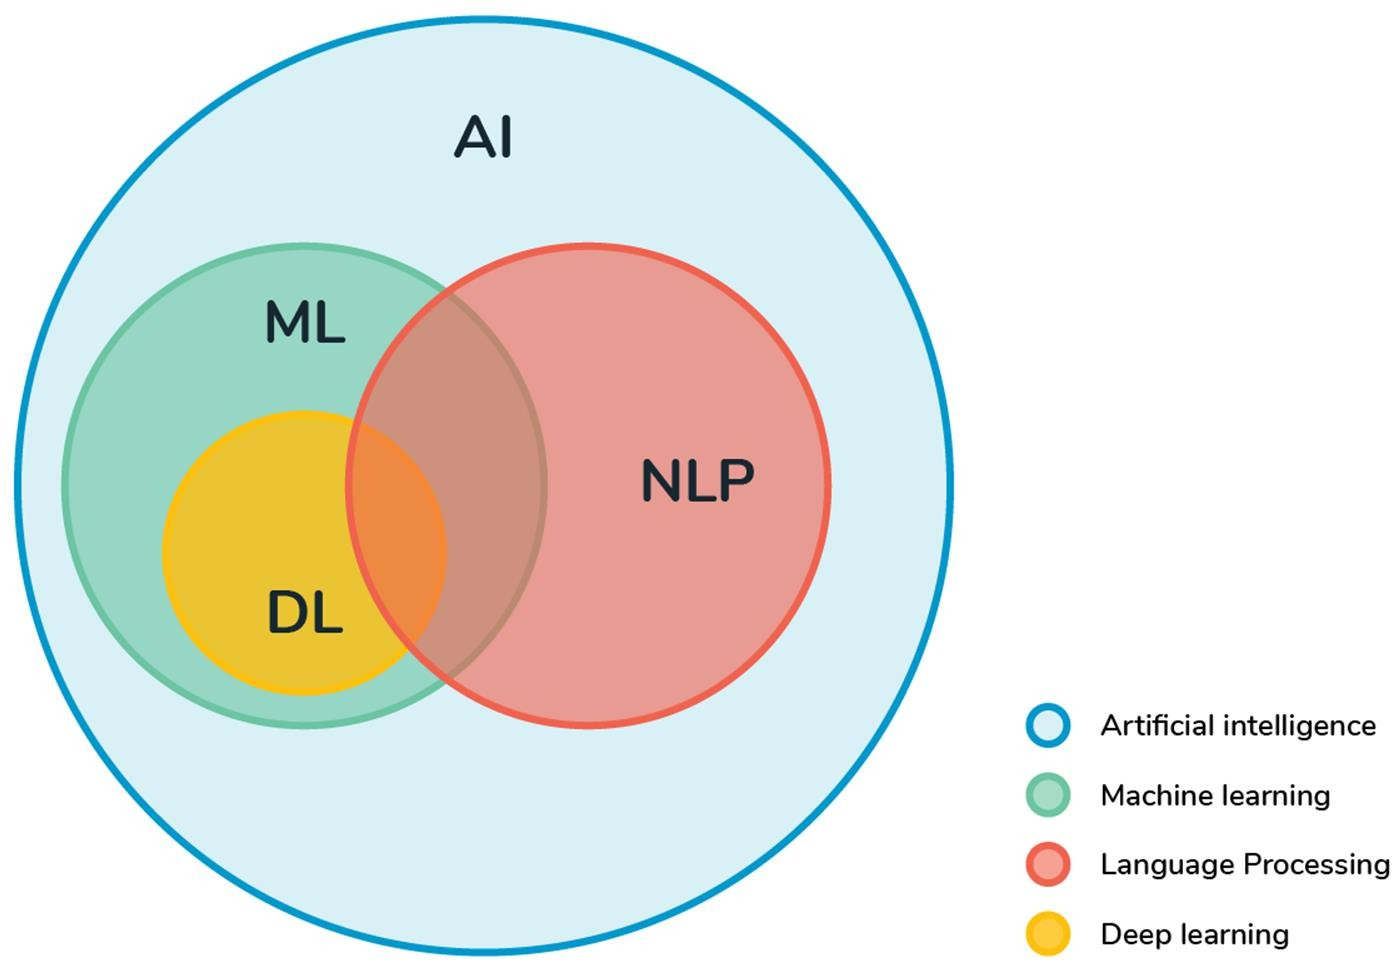 AI
ML
NLP
DL
Artificial intelligence
Machine learning
Language Processing
Deep learning